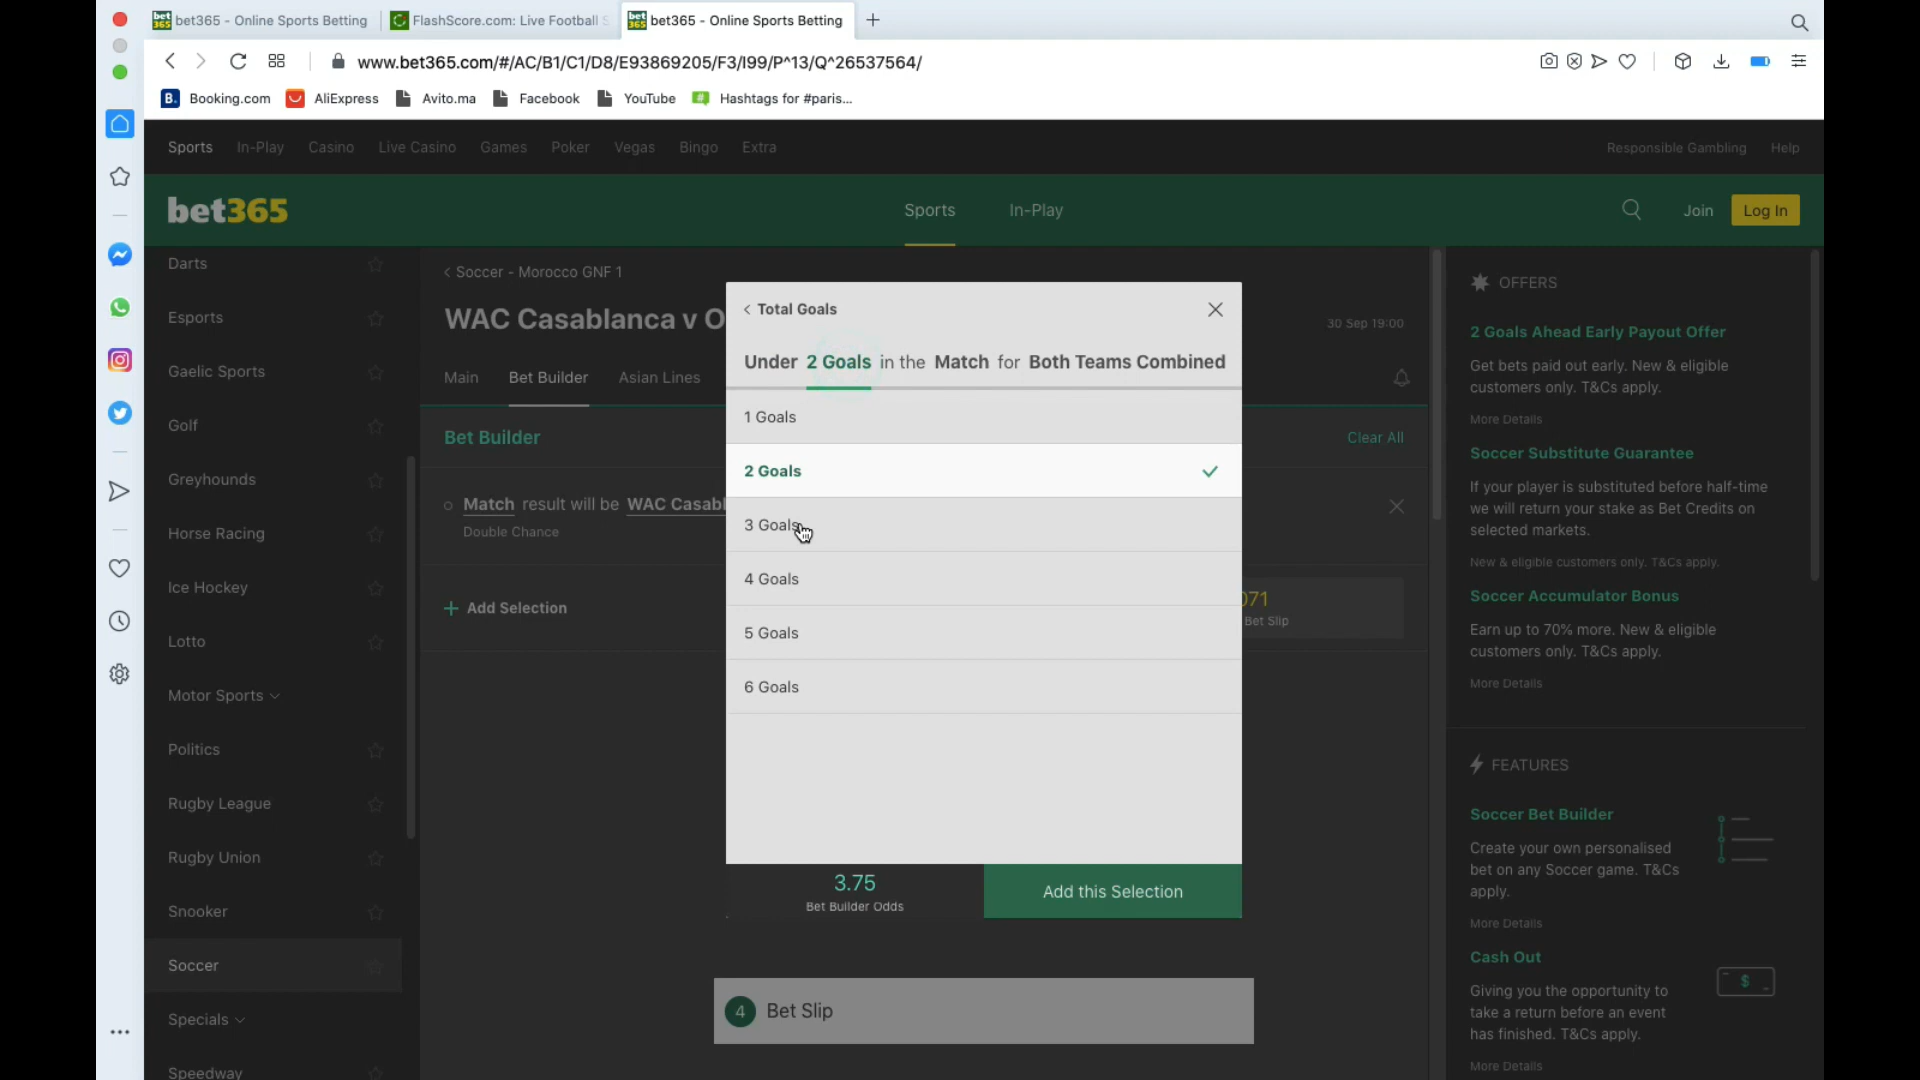 bet365 - Online Sports Betting
FlashScore.com: Live Football S
bet365 - Online Sports Betting
www.bet365.com/#/AC/B1/C1/D8/E93869205/F3/I99/P^13/Q^26537564/
Booking.com
AliExpress
Avito.ma
Facebook
YouTube
Hashtags for #paris...
Sports In-Play Casino Live Casino Games Poker Vegas Bingo Extra
Responsible Gambling Help
bet365
Sports
In-Play
Join
Log In
Darts
Esports
Gaelic Sports
Golf
Greyhounds
Horse Racing
Ice Hockey
Lotto
Motor Sports
Politics
Rugby League
Rugby Union
Snooker
Soccer
Specials
Speedway
< Soccer - Morocco GNF 1
WAC Casablanca v O
30 Sep 19:00
Main
Bet Builder
Asian Lines
Bet Builder
Clear All
Match result will be WAC Casabl
Double Chance
+ Add Selection
071
Bet Slip
< Total Goals
Under 2 Goals in the Match for Both Teams Combined
1 Goals
2 Goals
3 Goals
4 Goals
5 Goals
6 Goals
3.75
Bet Builder Odds
Add this Selection
4 Bet Slip
OFFERS
2 Goals Ahead Early Payout Offer
Get bets paid out early. New & eligible
customers only. T&Cs apply.
More Details
Soccer Substitute Guarantee
If your player is substituted before half-time
we will return your stake as Bet Credits on
selected markets.
New & eligible customers only. T&Cs apply.
Soccer Accumulator Bonus
Earn up to 70% more. New & eligible
customers only. T&Cs apply.
More Details
FEATURES
Soccer Bet Builder
Create your own personalised
bet on any Soccer game. T&Cs
apply.
More Details
Cash Out
Giving you the opportunity to
take a return before an event
has finished. T&Cs apply.
More Details